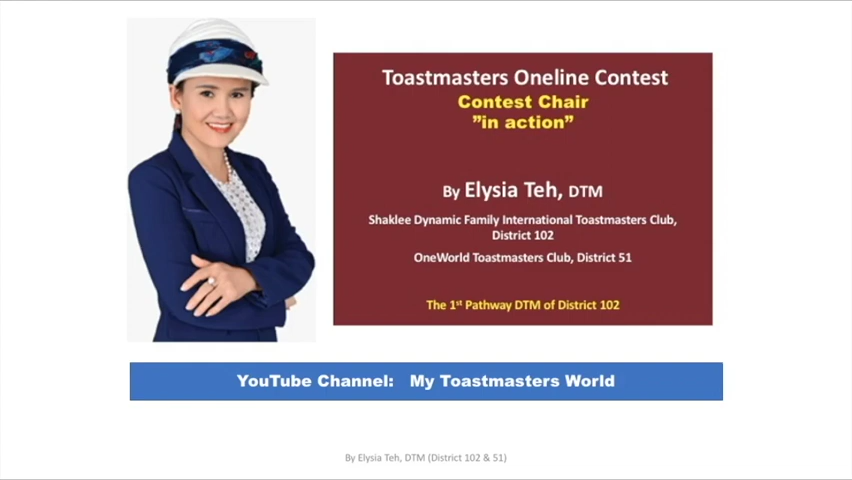 Toastmasters Oneline Contest
Contest Chair
”in action”
By Elysia Teh, DTM
Shaklee Dynamic Family International Toastmasters Club,
District 102
OneWorld Toastmasters Club, District 51
The 1st Pathway DTM of District 102
YouTube Channel: My Toastmasters World
By Elysia Teh, DTM (District 102 & 51)